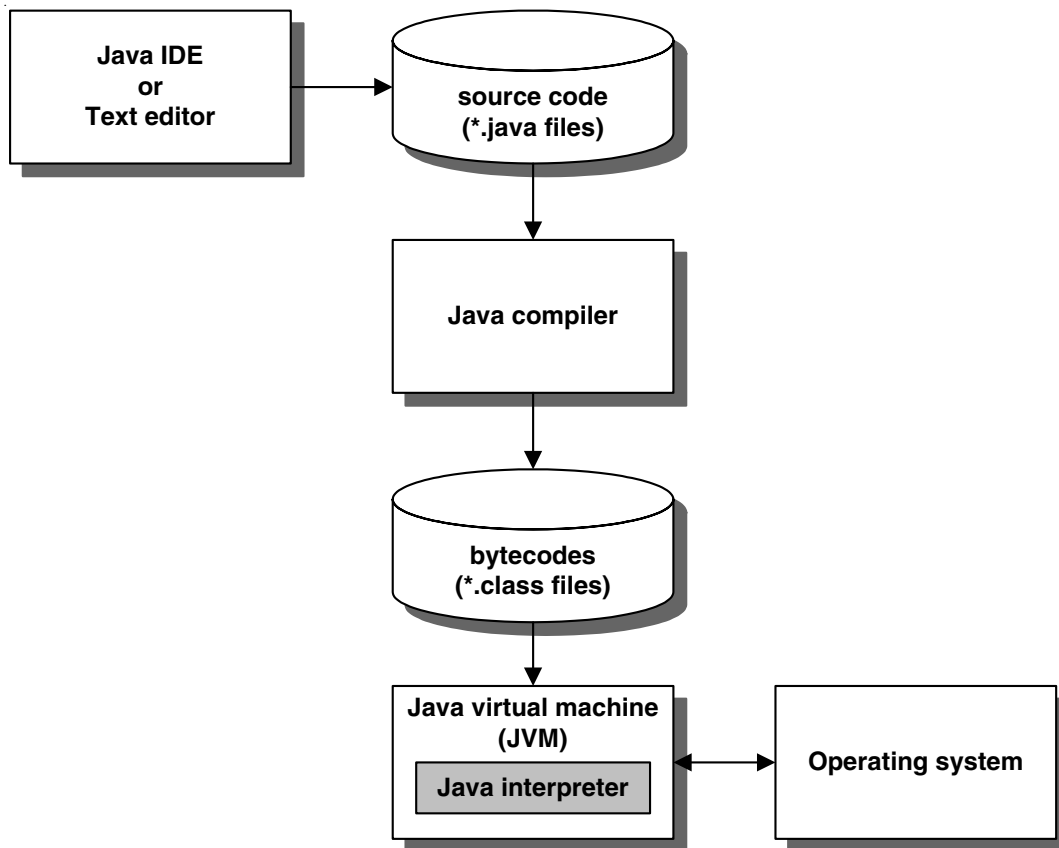 Java IDE
or
Text editor
source code
(*.java files)
Java compiler
bytecodes
(*.class files)
Java virtual machine
(JVM)
Java interpreter
Operating system